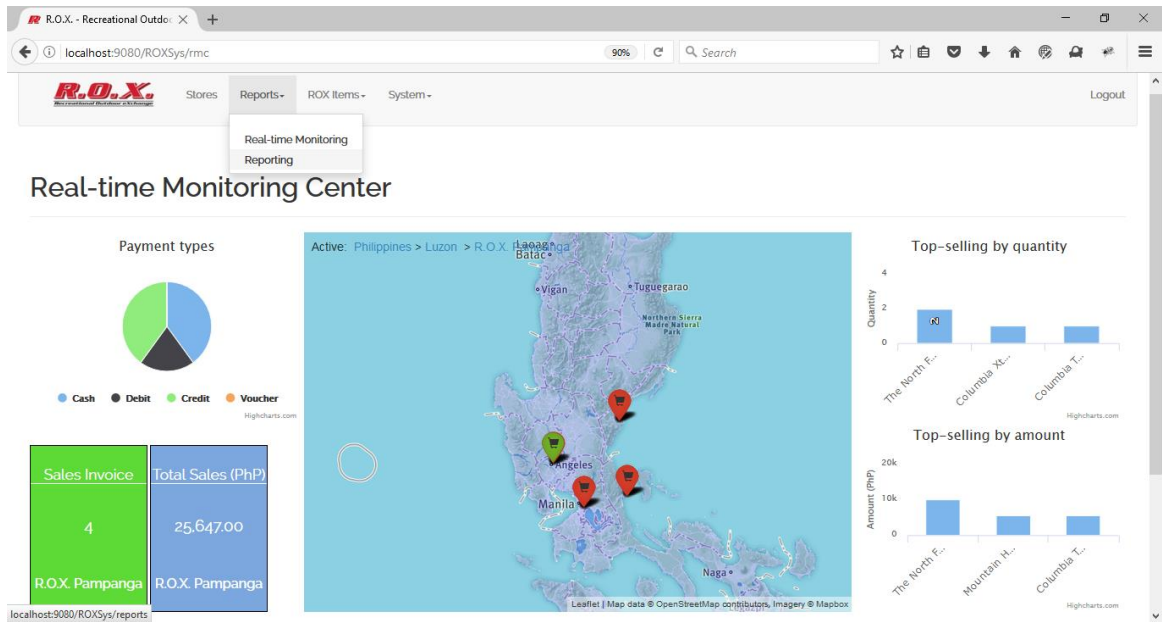 R.O.X. - Recreational Outdoo
localhost:9080/ROXSys/rmc
90%
Search
R.O.X.
Recreational Outdoor eXchange
Stores
Reports
ROX Items
System
Logout
Real-time Monitoring
Reporting
Real-time Monitoring Center
Payment types
Cash
Debit
Credit
Voucher
Highcharts.com
Sales Invoice
4
R.O.X. Pampanga
Total Sales (PhP)
25,647.00
R.O.X. Pampanga
Active: Philippines > Luzon > R.O.X. Pampanga
Laoag
Batac
Vigan
Tuguegarao
Northern Sierra
Madre Natural
Park
Angeles
Manila
Naga
Legazpi
Leaflet | Map data © OpenStreetMap contributors, Imagery © Mapbox
Top-selling by quantity
Quantity
4
2
0
The North F...
Columbia Xt...
Columbia T...
Highcharts.com
Top-selling by amount
Amount (PhP)
20k
10k
0
The North F...
Mountain H...
Columbia T...
Highcharts.com
localhost:9080/ROXSys/reports